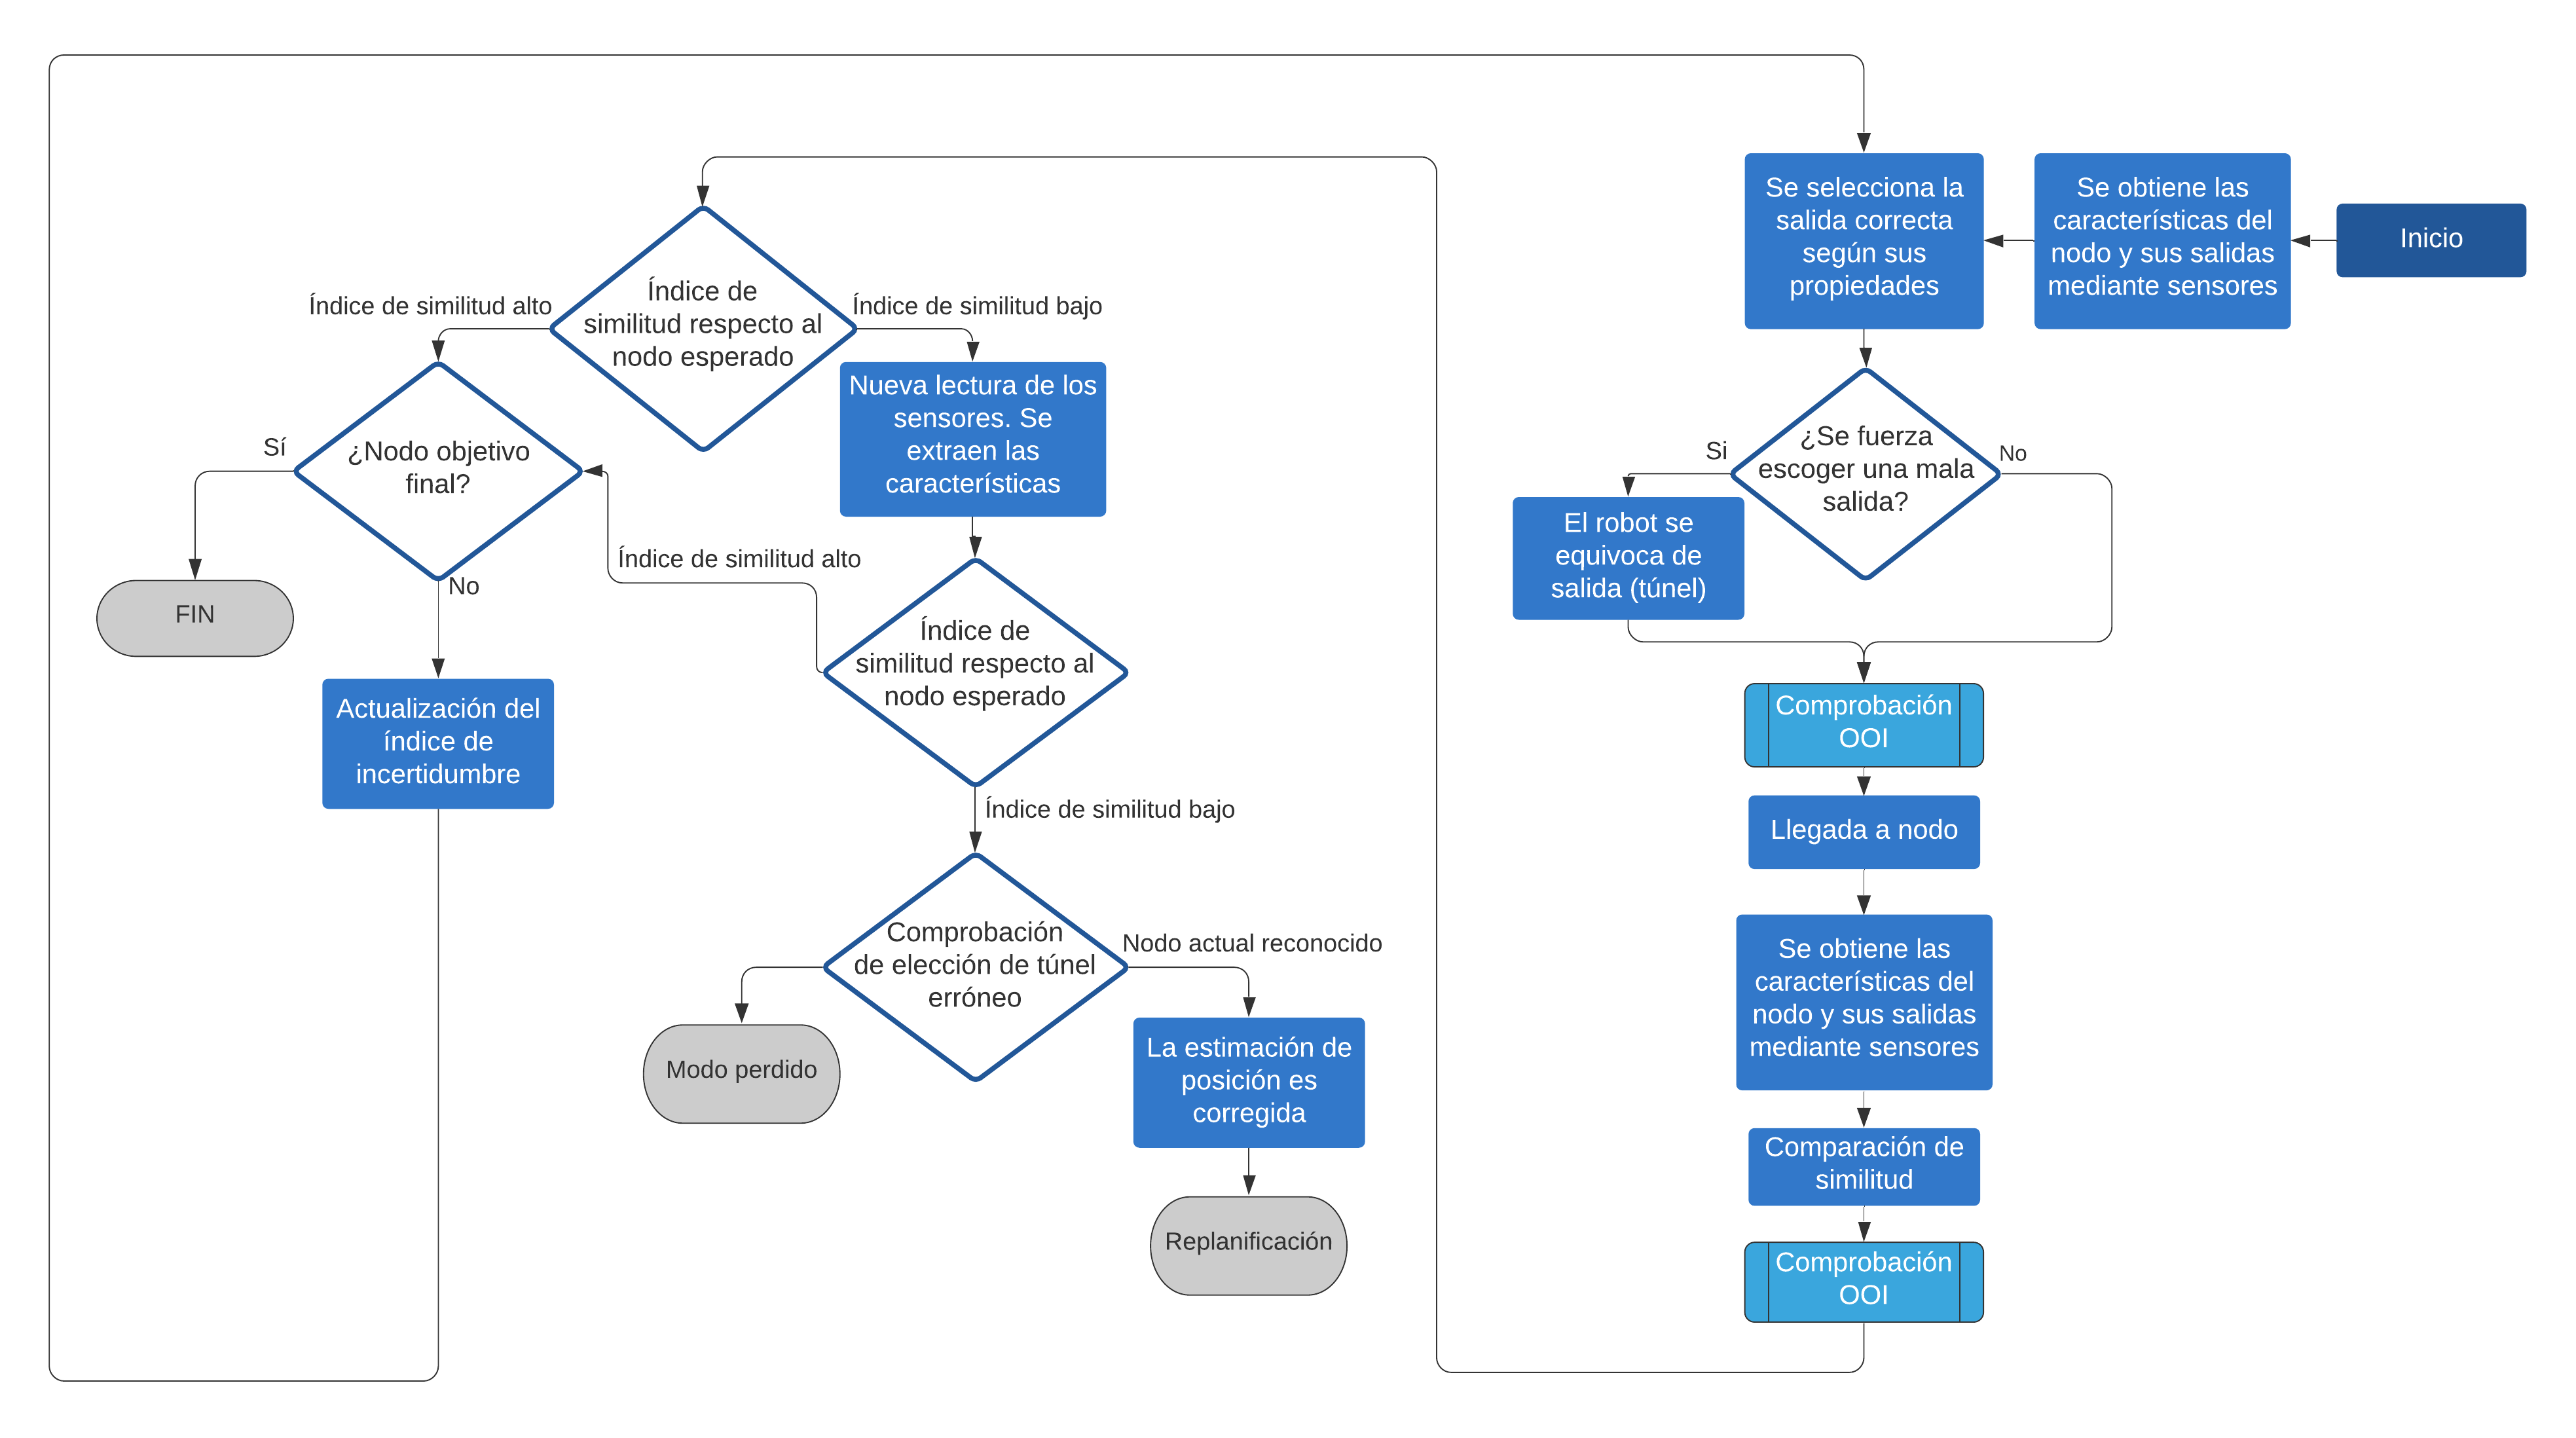 Inicio
Se obtiene las
características del
nodo y sus salidas
mediante sensores
Se selecciona la
salida correcta
según sus
propiedades
¿Se fuerza
escoger una mala
salida?
Si
No
El robot se
equivoca de
salida (túnel)
Comprobación
OOI
Llegada a nodo
Se obtiene las
características del
nodo y sus salidas
mediante sensores
Comparación de
similitud
Comprobación
OOI
Índice de
similitud respecto al
nodo esperado
Índice de similitud alto
Índice de similitud bajo
¿Nodo objetivo
final?
Sí
No
FIN
Actualización del
índice de
incertidumbre
Nueva lectura de los
sensores. Se
extraen las
características
Índice de similitud alto
Índice de
similitud respecto al
nodo esperado
Índice de similitud bajo
Comprobación
de elección de túnel
erróneo
Nodo actual reconocido
Modo perdido
La estimación de
posición es
corregida
Replanificación